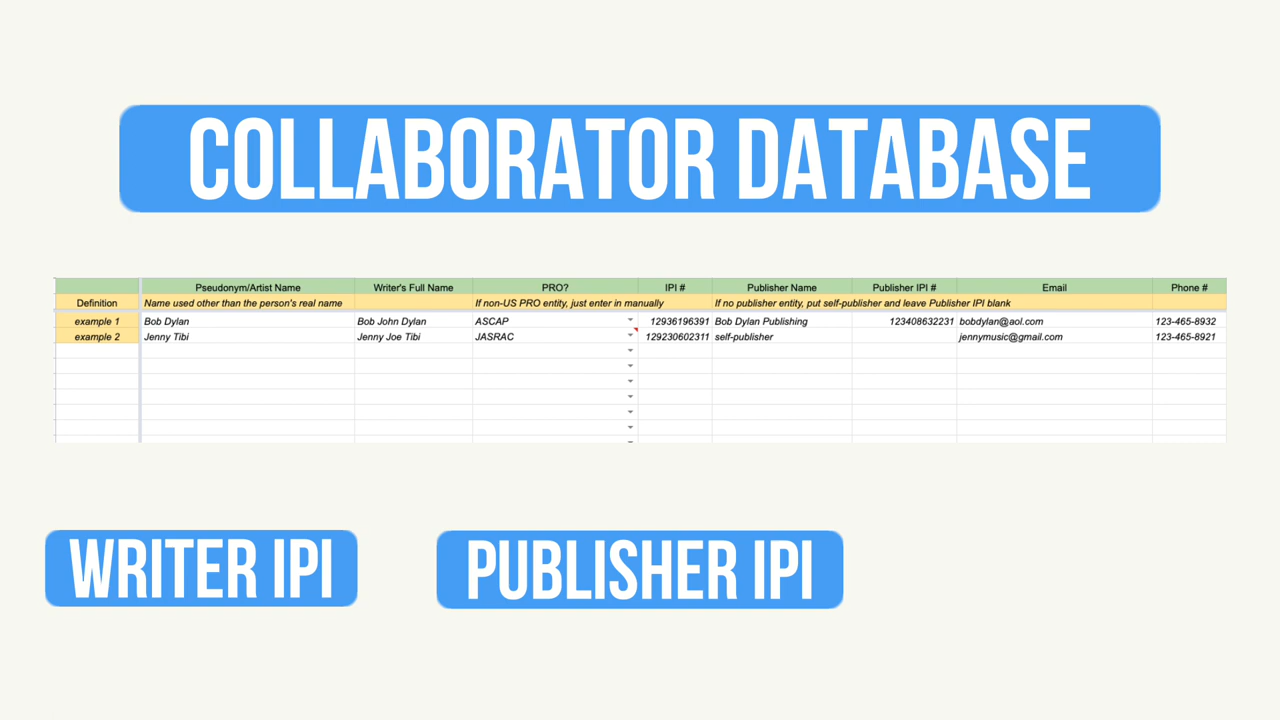 COLLABORATOR DATABASE
Pseudonym/Artist Name Writer's Full Name PRO? IPI # Publisher Name Publisher IPI # Email Phone #
Definition Name used other than the person's real name If non-US PRO entity, just enter in manually If no publisher entity, put self-publisher and leave Publisher IPI blank
example 1 Bob Dylan Bob John Dylan ASCAP 12936196391 Bob Dylan Publishing 123408632231 bobdylan@aol.com 123-465-8932
example 2 Jenny Tibi Jenny Joe Tibi JASRAC 129230602311 self-publisher jennymusic@gmail.com 123-465-8921
WRITER IPI PUBLISHER IPI